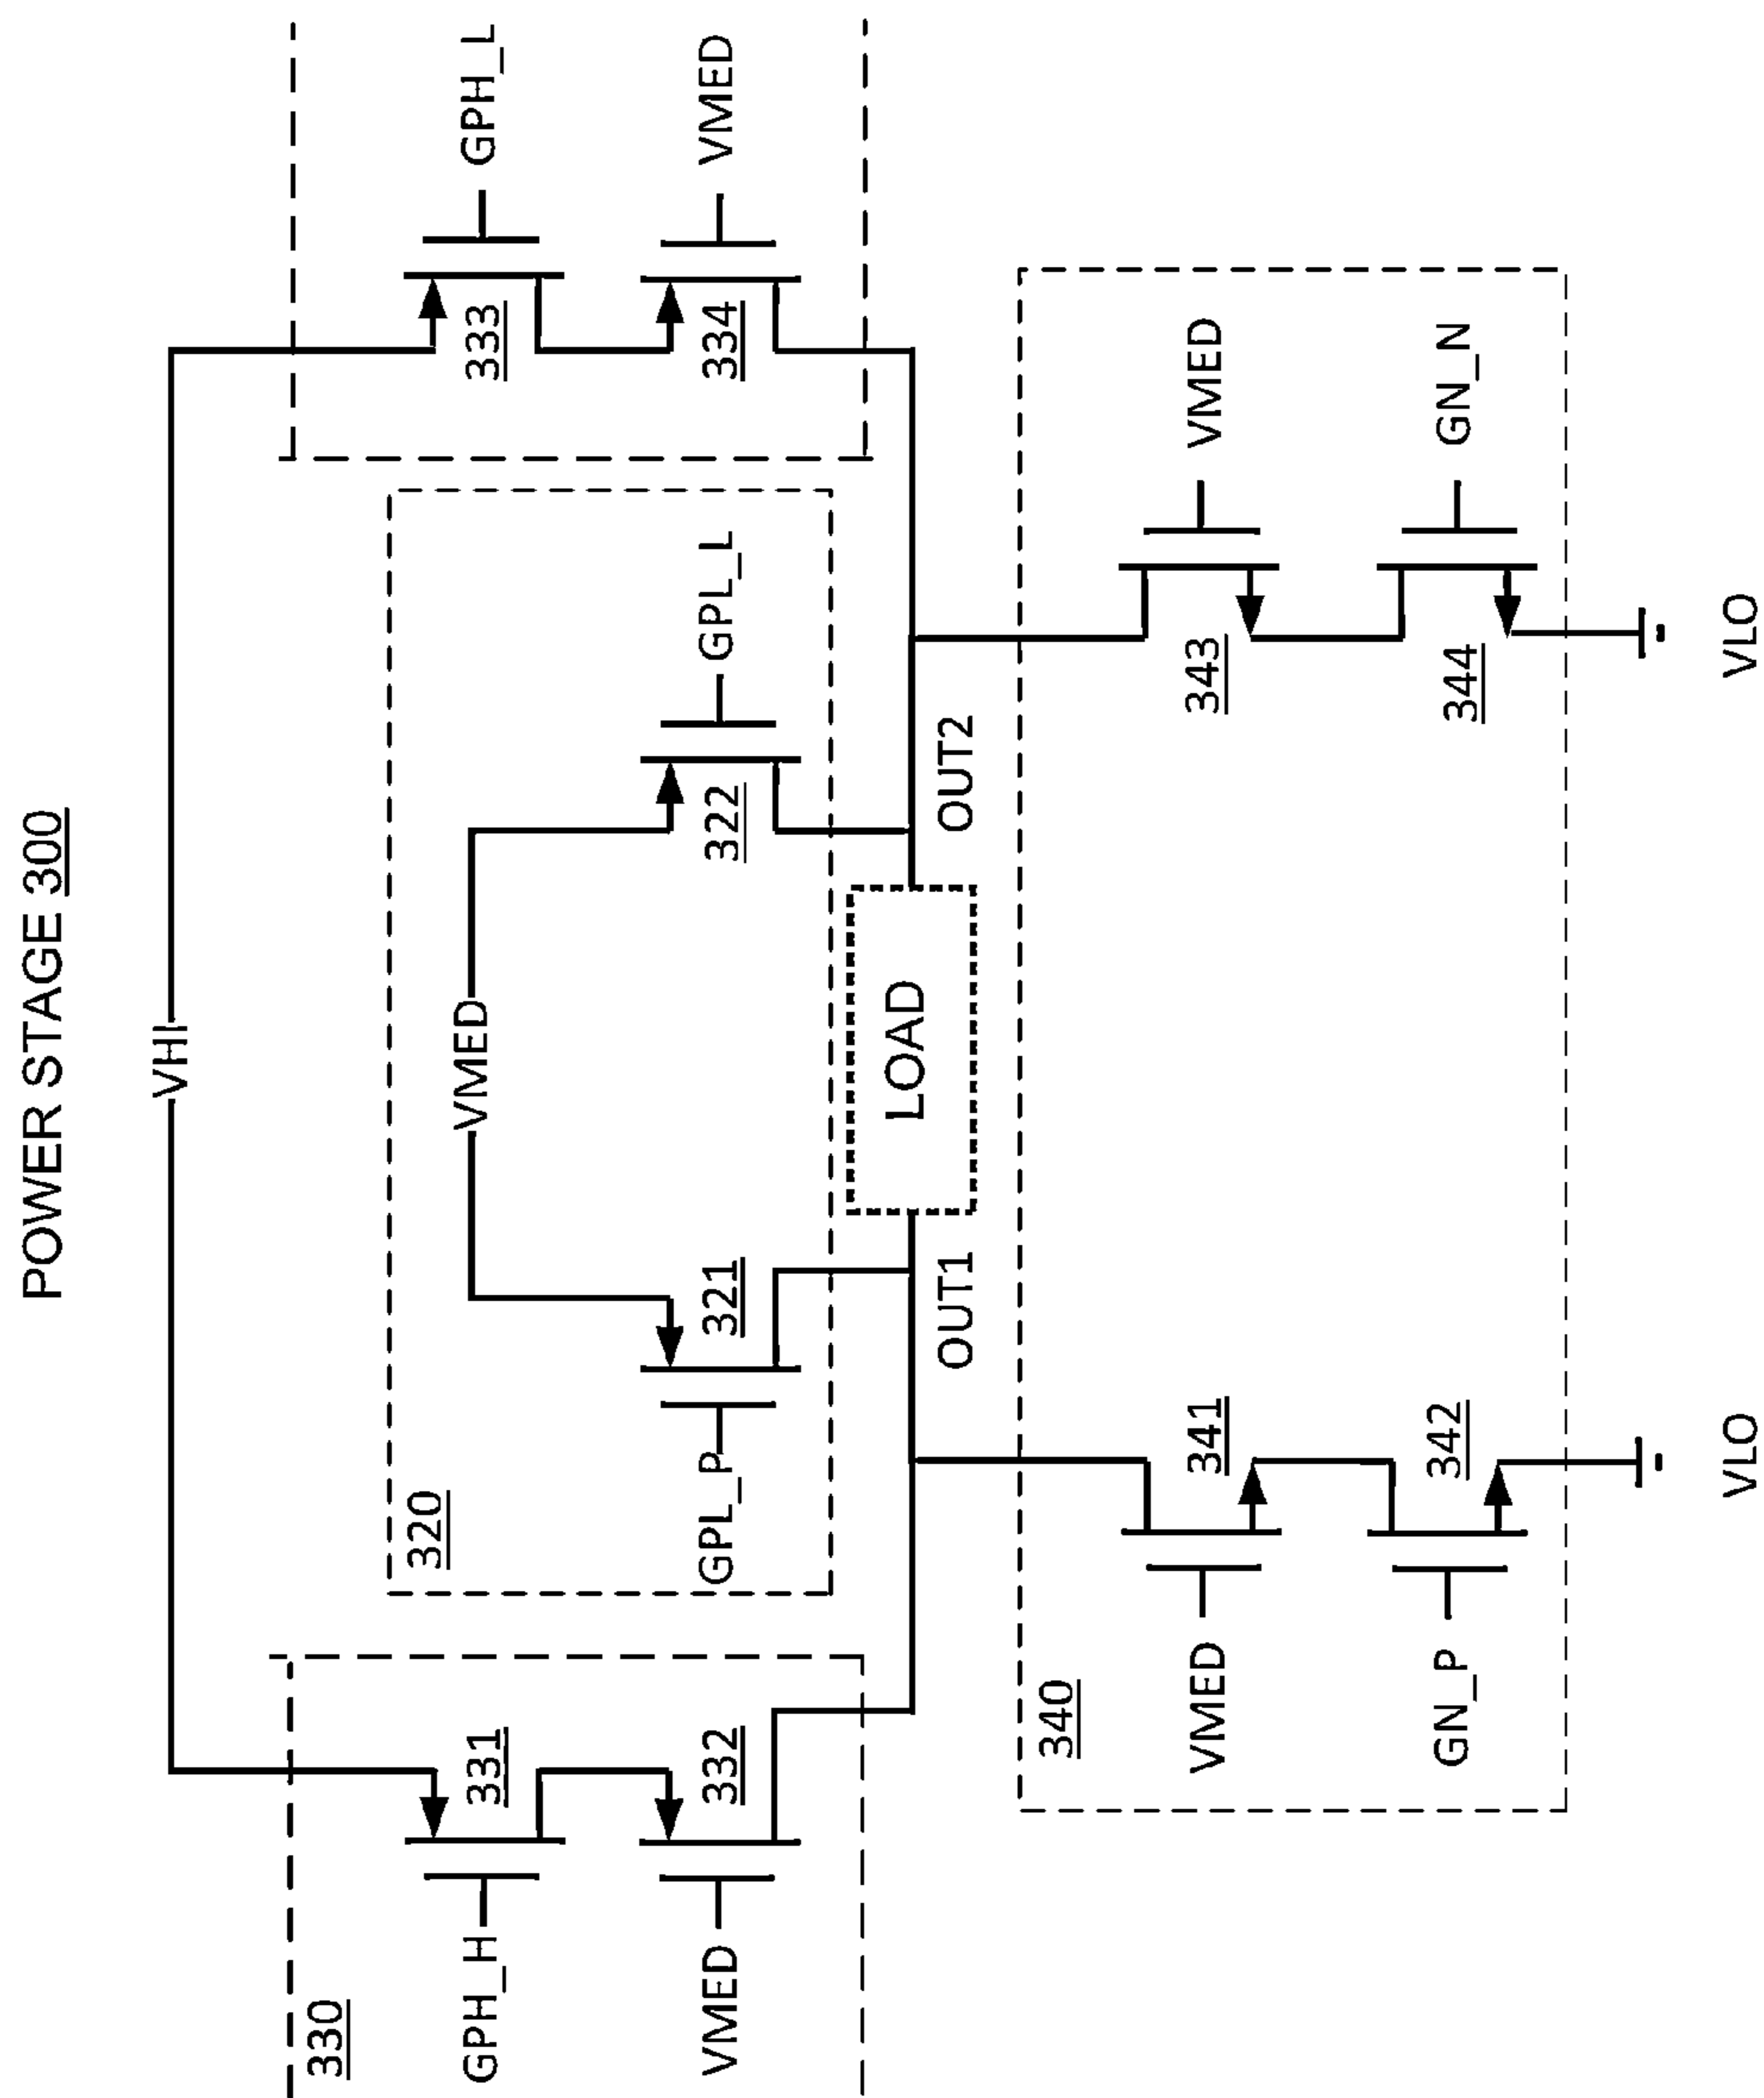 POWER STAGE 300
VHI
330
GPH_H
331
333
GPH_L
VMED
332
320
VMED
GPL_P
321
322
GPL_L
334
VMED
LOAD
OUT1
OUT2
340
VMED
341
343
VMED
GN_P
342
344
GN_N
VLO
VLO